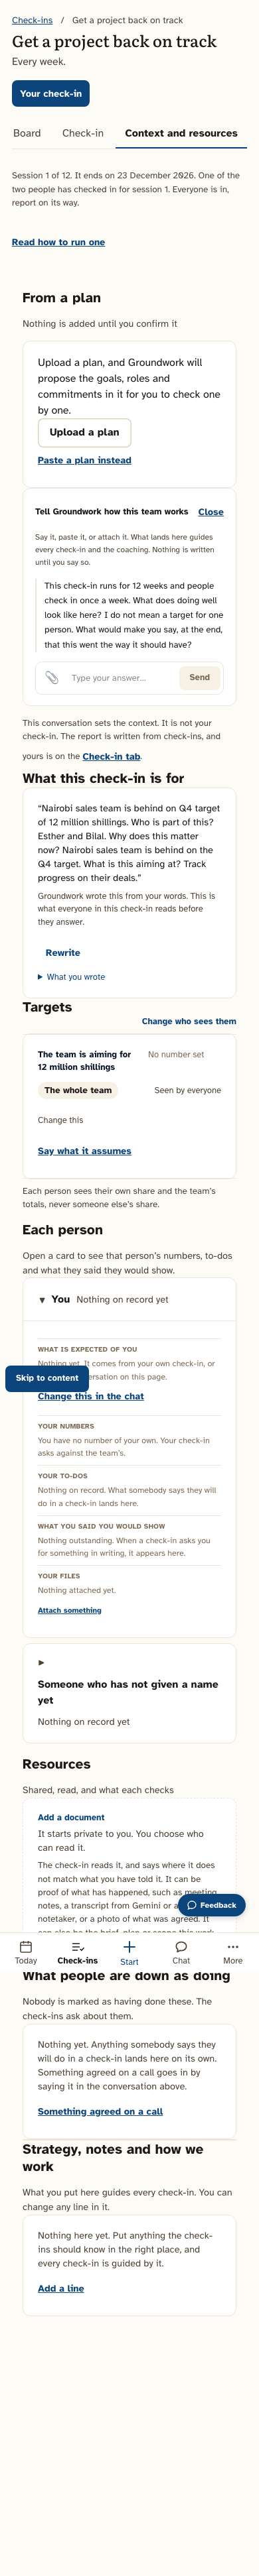 Check-ins / Get a project back on track
Get a project back on track
Every week.
Your check-in
Board Check-in Context and resources
Session 1 of 12. It ends on 23 December 2026. One of the
two people has checked in for session 1. Everyone is in,
report on its way.
Read how to run one
From a plan
Nothing is added until you confirm it
Upload a plan, and Groundwork will
propose the goals, roles and
commitments in it for you to check one
by one.
Upload a plan
Paste a plan instead
Tell Groundwork how this team works Close
Say it, paste it, or attach it. What lands here guides
every check-in and the coaching. Nothing is written
until you say so.
This check-in runs for 12 weeks and people
check in once a week. What does doing well
look like here? I do not mean a target for one
person. What would make you say, at the end,
that this went the way it should have?
Type your answer... Send
This conversation sets the context. It is not your
check-in. The report is written from check-ins, and
yours is on the Check-in tab.
What this check-in is for
“Nairobi sales team is behind on Q4 target
of 12 million shillings. Who is part of this?
Esther and Bilal. Why does this matter
now? Nairobi sales team is behind on the
Q4 target. What is this aiming at? Track
progress on their deals.”
Groundwork wrote this from your words. This is
what everyone in this check-in reads before
they answer.
Rewrite
What you wrote
Targets
Change who sees them
The team is aiming for No number set
12 million shillings
The whole team Seen by everyone
Change this
Say what it assumes
Each person sees their own share and the team’s
totals, never someone else’s share.
Each person
Open a card to see that person’s numbers, to-dos
and what they said they would show.
You Nothing on record yet
WHAT IS EXPECTED OF YOU
Nothing yet. It comes from your own check-in, or
Skip to content
ersation on this page.
Change this in the chat
YOUR NUMBERS
You have no number of your own. Your check-in
asks against the team’s.
YOUR TO-DOS
Nothing on record. What somebody says they will
do in a check-in lands here.
WHAT YOU SAID YOU WOULD SHOW
Nothing outstanding. When a check-in asks you
for something in writing, it appears here.
YOUR FILES
Nothing attached yet.
Attach something
Someone who has not given a name
yet
Nothing on record yet
Resources
Shared, read, and what each checks
Add a document
It starts private to you. You choose who
can read it.
The check-in reads it, and says where it does
not match what you have told it. It can be
proof of what has happened, such as meeting
notes, a transcript from Gemini or a
Feedback
notetaker, or a photo of what was agreed. It
Today Check-ins Start Chat More
What people are down as doing
Nobody is marked as having done these. The
check-ins ask about them.
Nothing yet. Anything somebody says they
will do in a check-in lands here on its own.
Something agreed on a call goes in by
saying it in the conversation above.
Something agreed on a call
Strategy, notes and how we
work
What you put here guides every check-in. You can
change any line in it.
Nothing here yet. Put anything the check-
ins should know in the right place, and
every check-in is guided by it.
Add a line